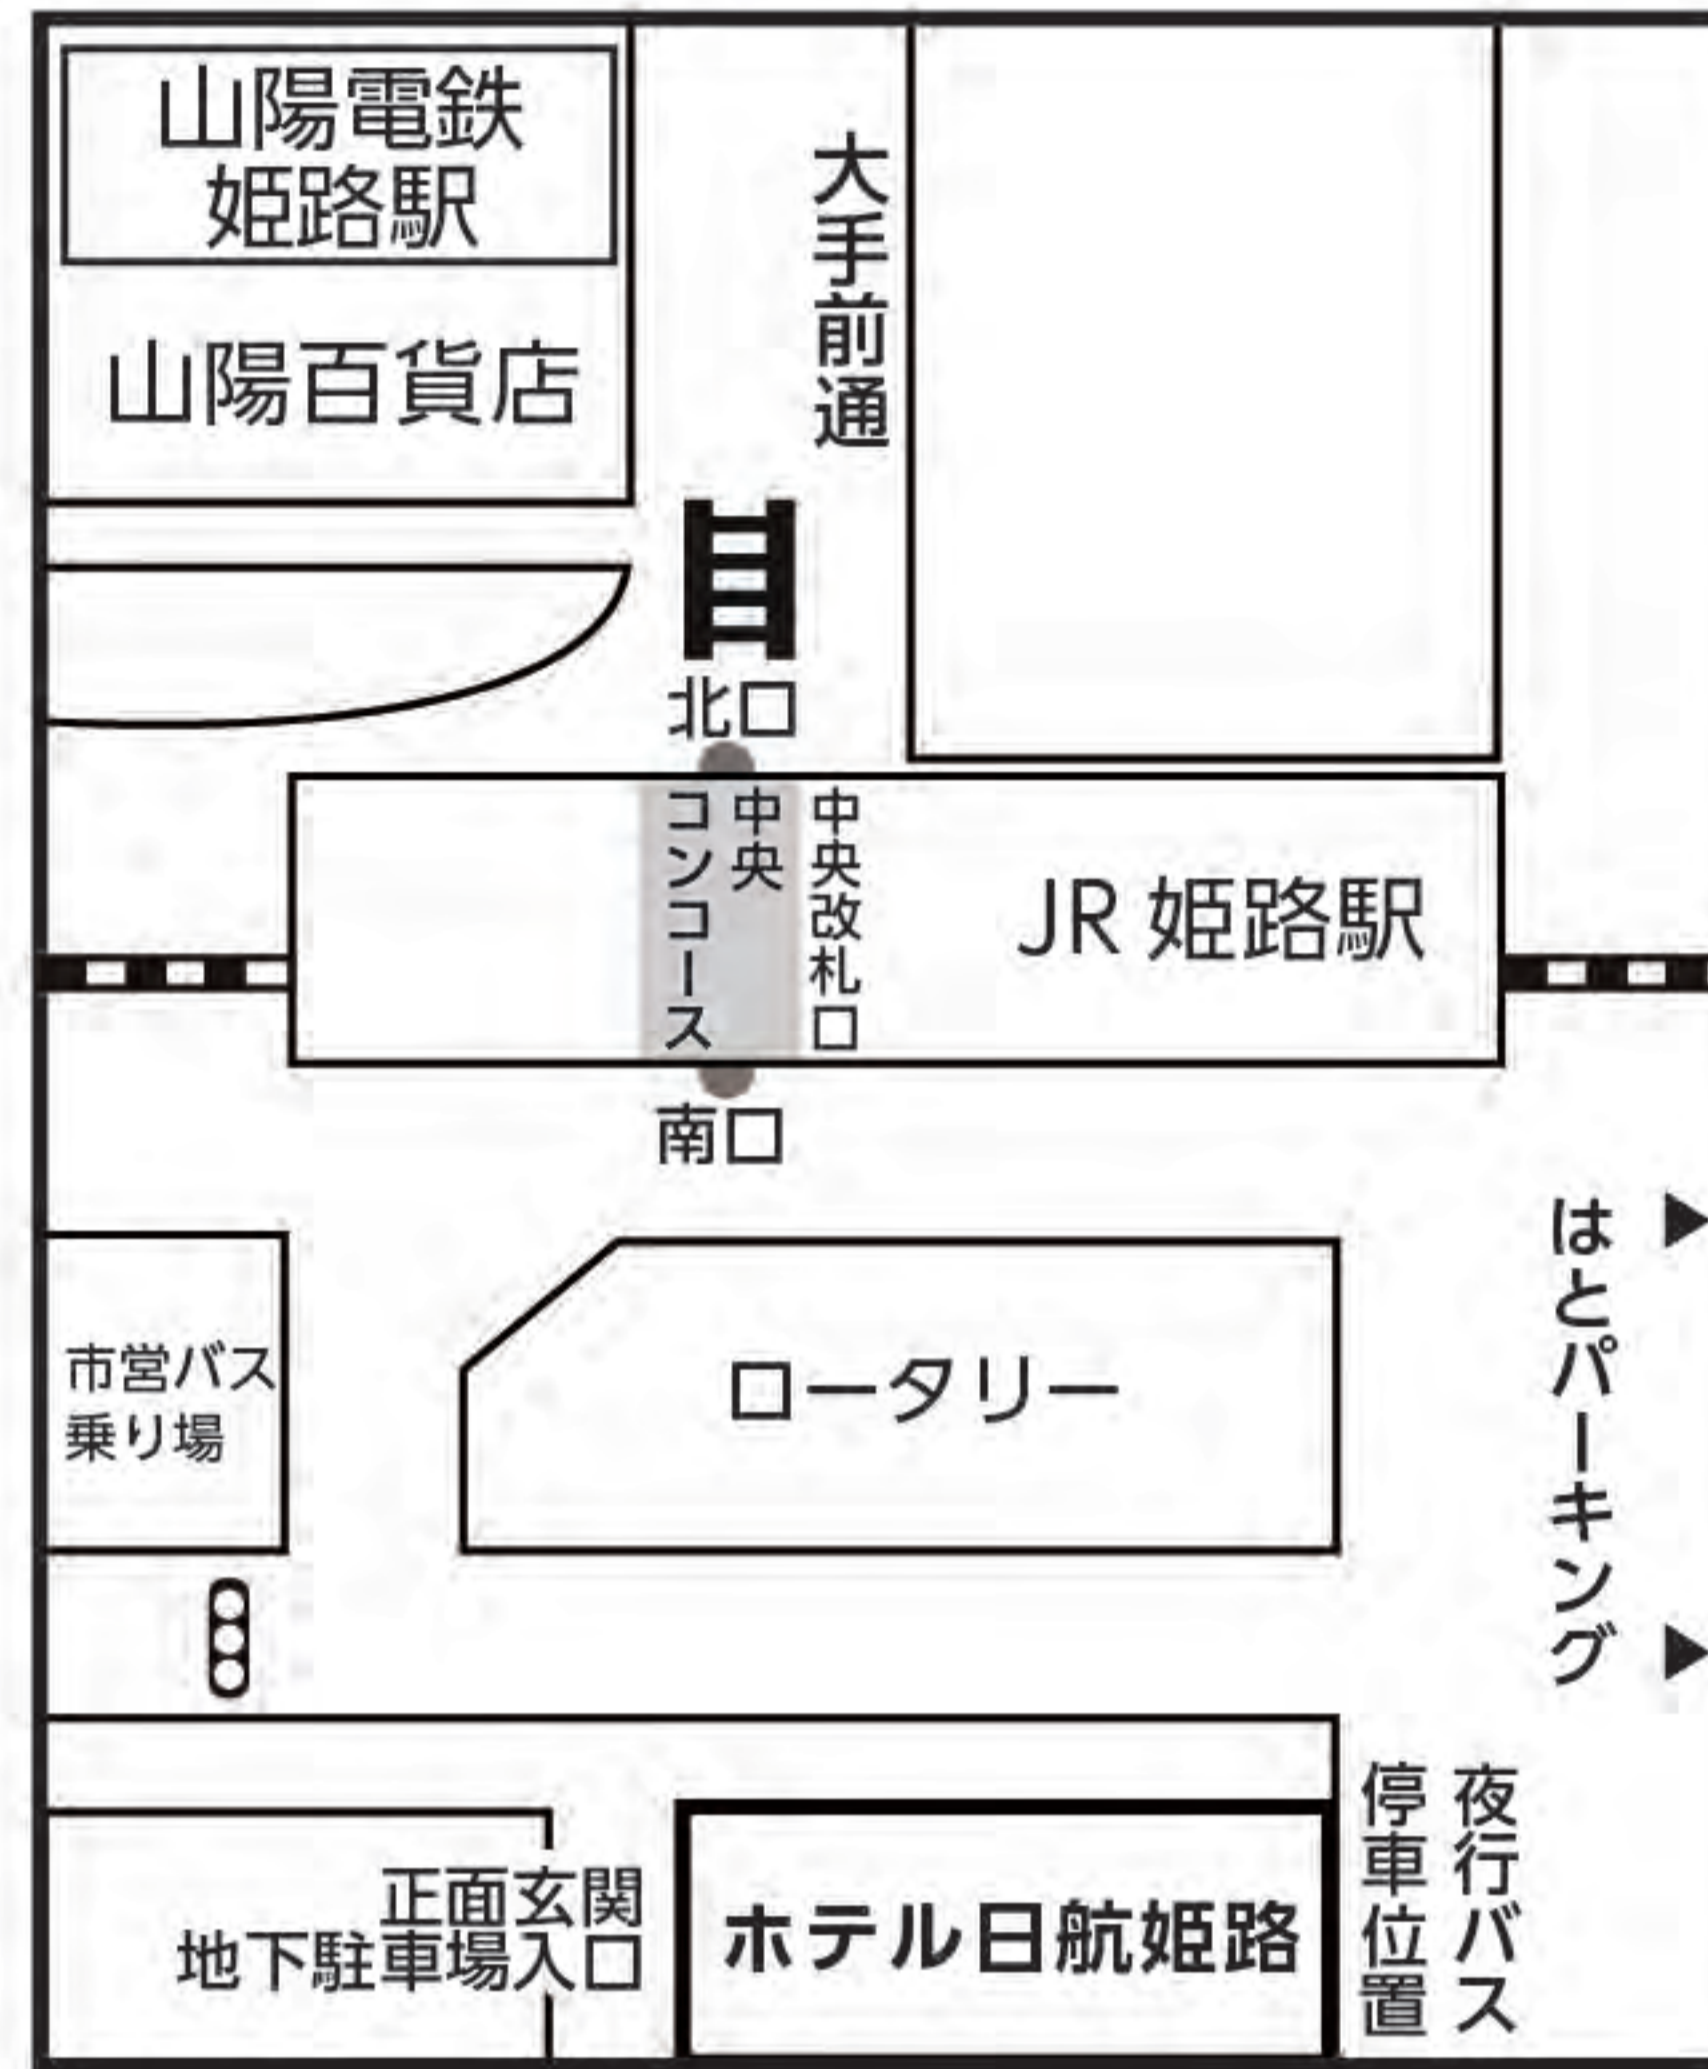 山陽電鉄
姫路駅
山陽百貨店
大手前通
北口
中央
コンコース
中央改札口
JR 姫路駅
南口
市営バス
乗り場
ロータリー
はとパーキング
正面玄関
地下駐車場入口
ホテル日航姫路
夜行バス
停車位置